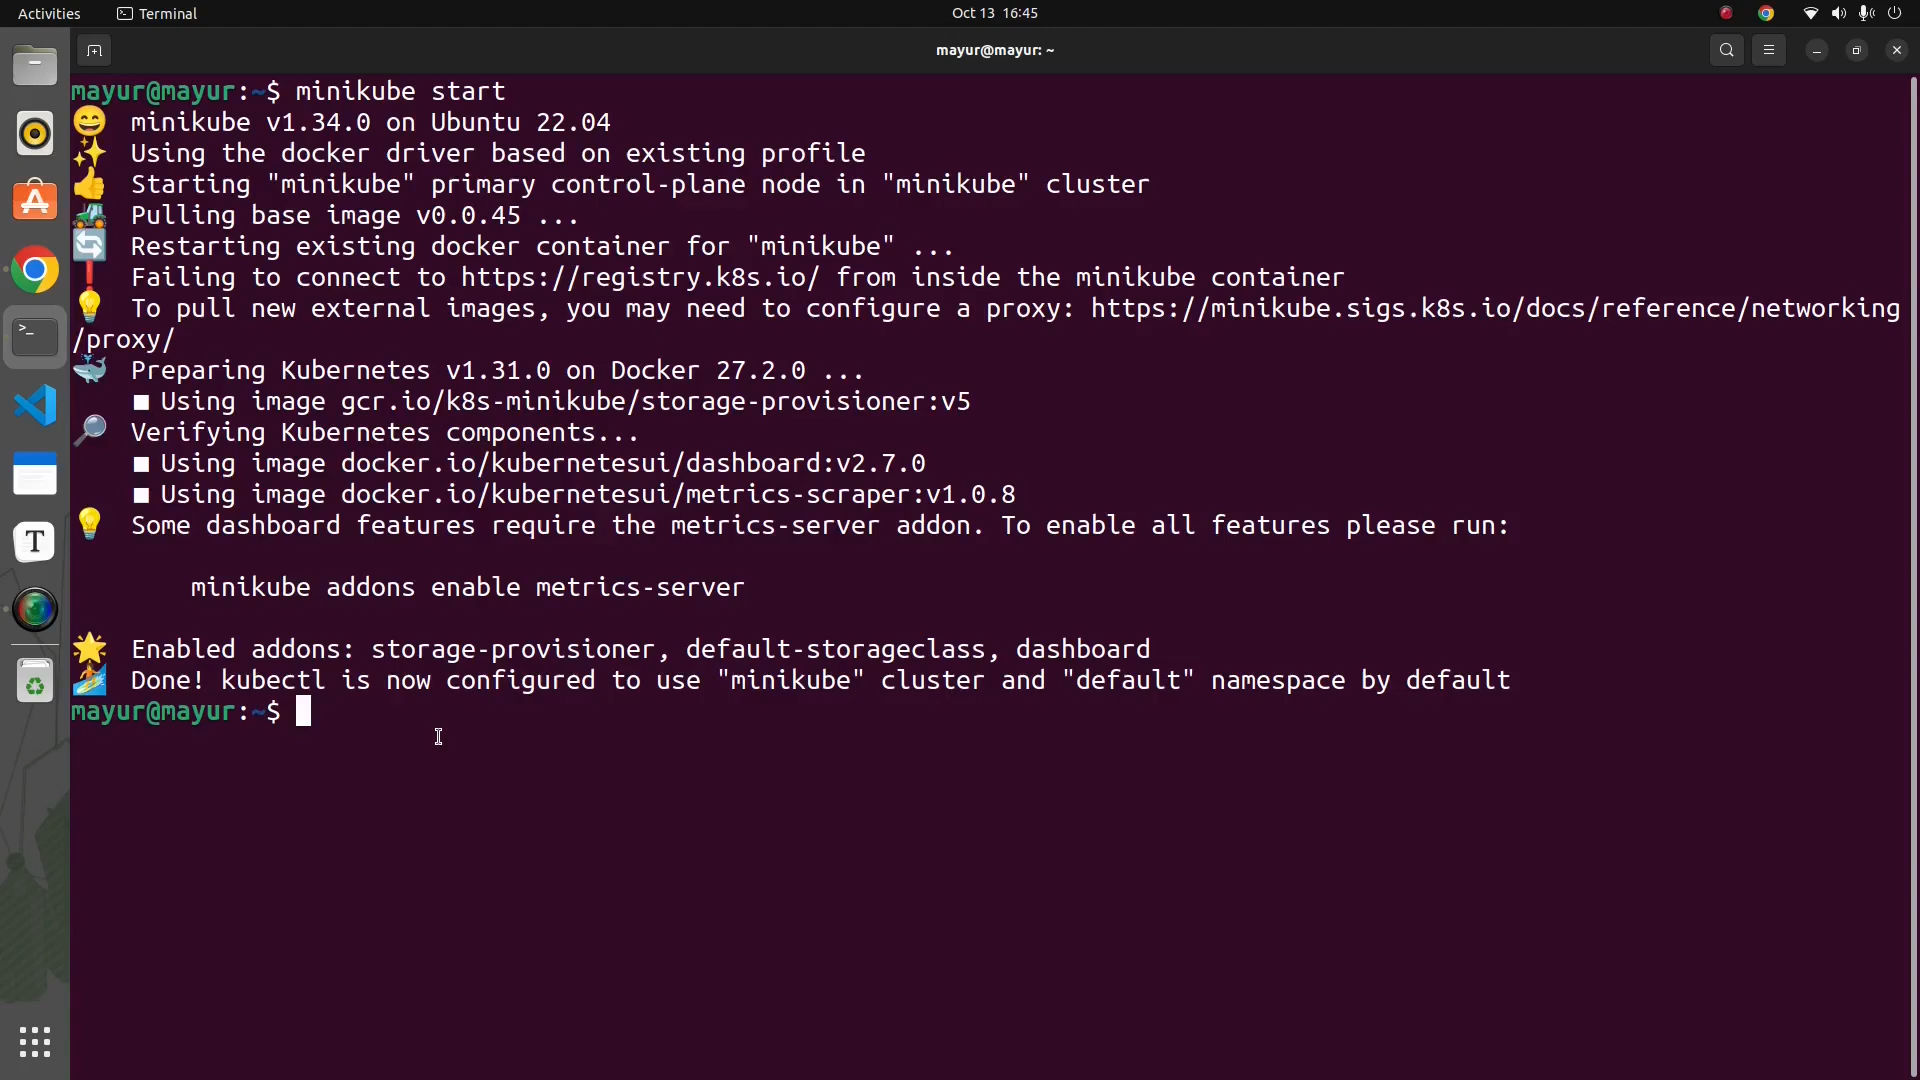 Activities Terminal Oct 13 16:45
mayur@mayur: ~
mayur@mayur:~$ minikube start
😄 minikube v1.34.0 on Ubuntu 22.04
✨ Using the docker driver based on existing profile
👍 Starting "minikube" primary control-plane node in "minikube" cluster
🚜 Pulling base image v0.0.45 ...
🔄 Restarting existing docker container for "minikube" ...
❗ Failing to connect to https://registry.k8s.io/ from inside the minikube container
💡 To pull new external images, you may need to configure a proxy: https://minikube.sigs.k8s.io/docs/reference/networking
/proxy/
🐳 Preparing Kubernetes v1.31.0 on Docker 27.2.0 ...
■ Using image gcr.io/k8s-minikube/storage-provisioner:v5
🔎 Verifying Kubernetes components...
■ Using image docker.io/kubernetesui/dashboard:v2.7.0
■ Using image docker.io/kubernetesui/metrics-scraper:v1.0.8
💡 Some dashboard features require the metrics-server addon. To enable all features please run:
minikube addons enable metrics-server
🌟 Enabled addons: storage-provisioner, default-storageclass, dashboard
🏄 Done! kubectl is now configured to use "minikube" cluster and "default" namespace by default
mayur@mayur:~$